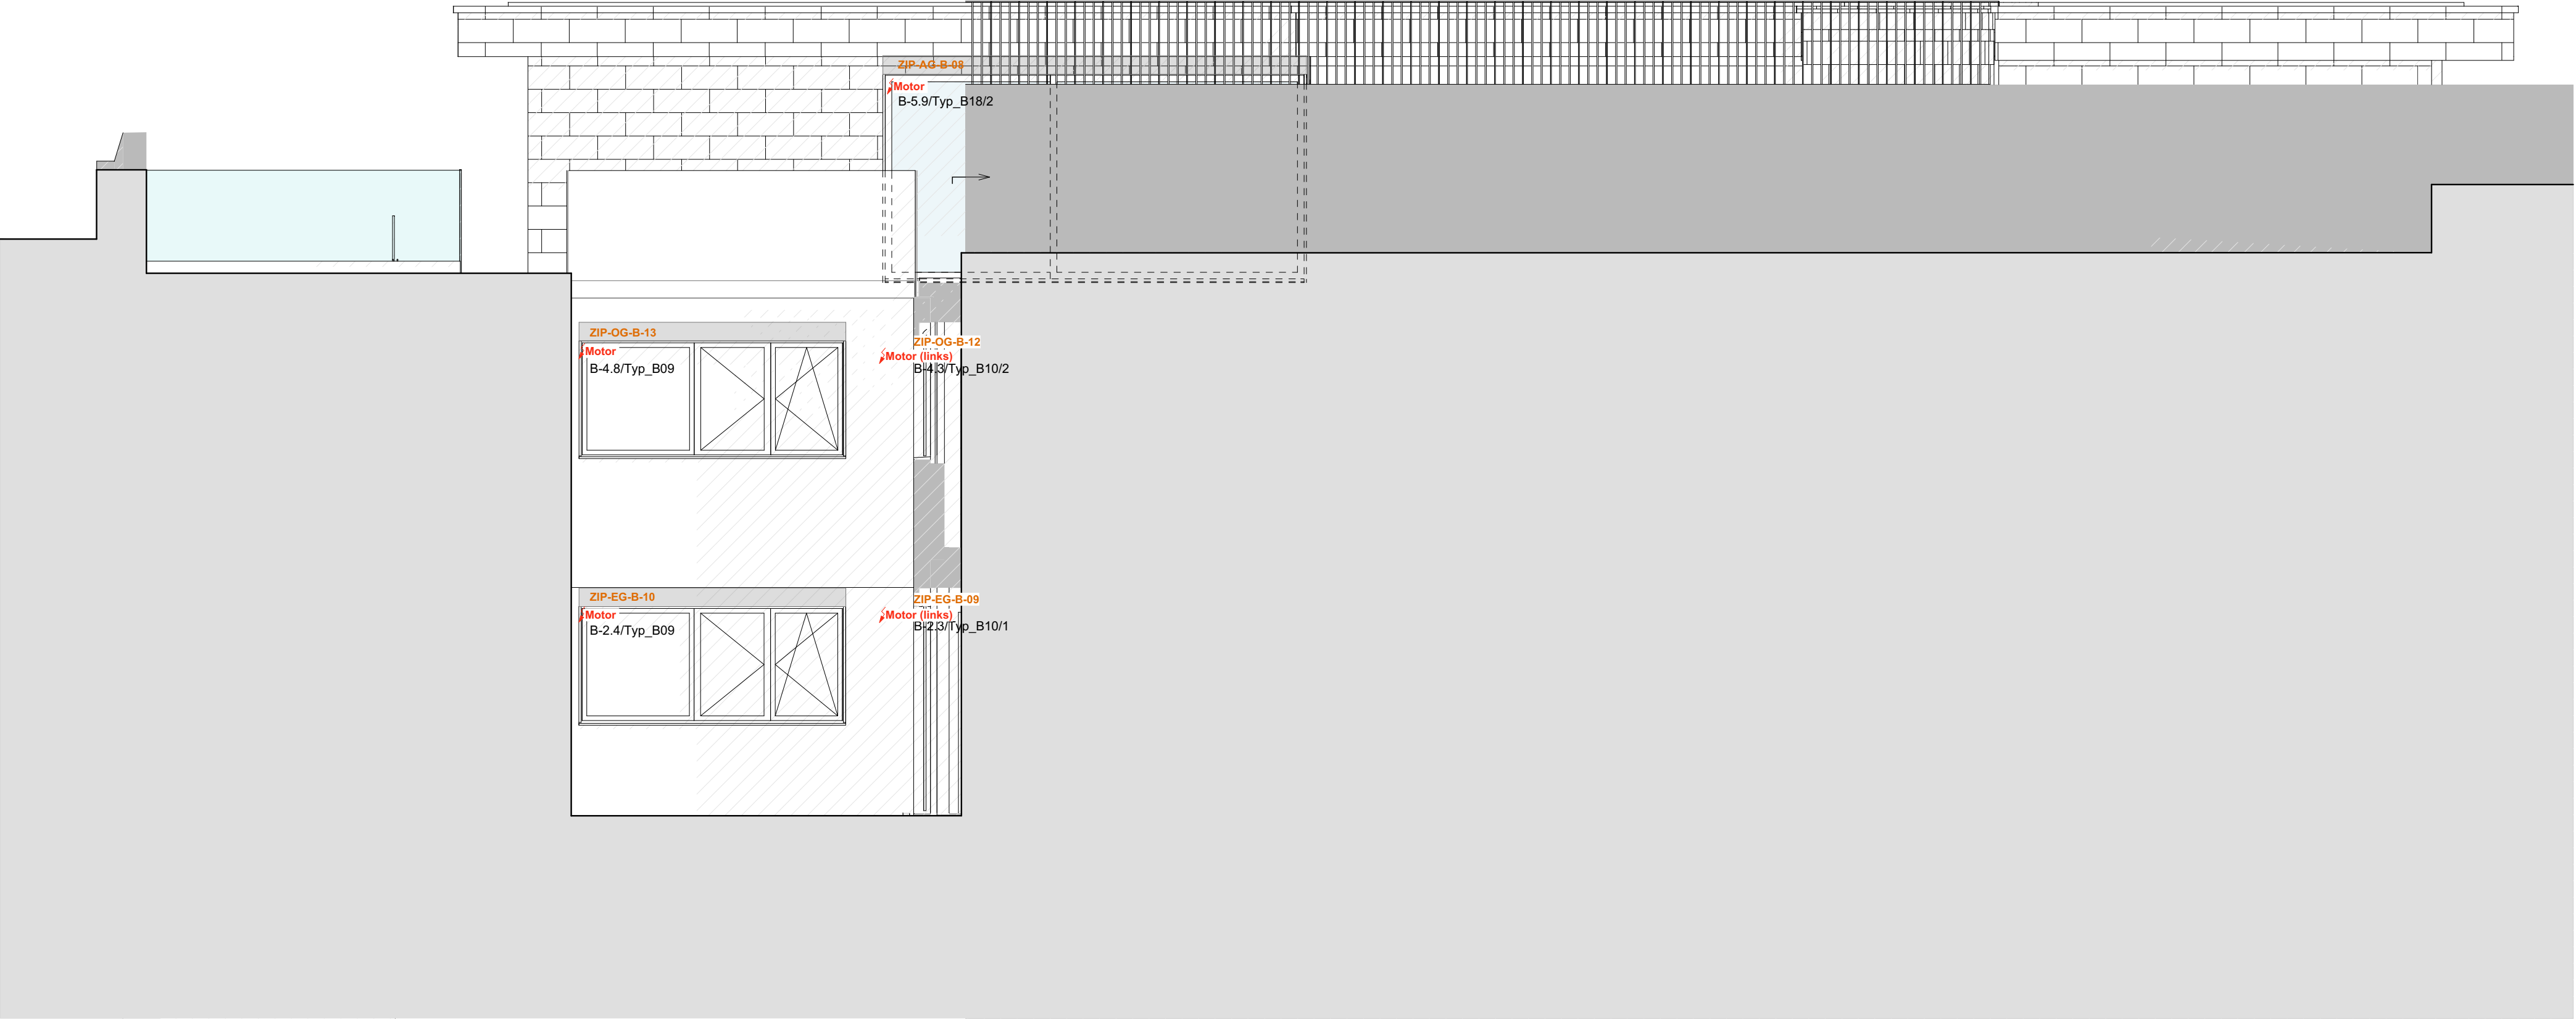 ZIP-AG-B-08
Motor
B-5.9/Typ_B18/2
ZIP-OG-B-13
Motor
B-4.8/Typ_B09
ZIP-OG-B-12
Motor (links)
B-4.3/Typ_B10/2
ZIP-EG-B-10
Motor
B-2.4/Typ_B09
ZIP-EG-B-09
Motor (links)
B-2.3/Typ_B10/1